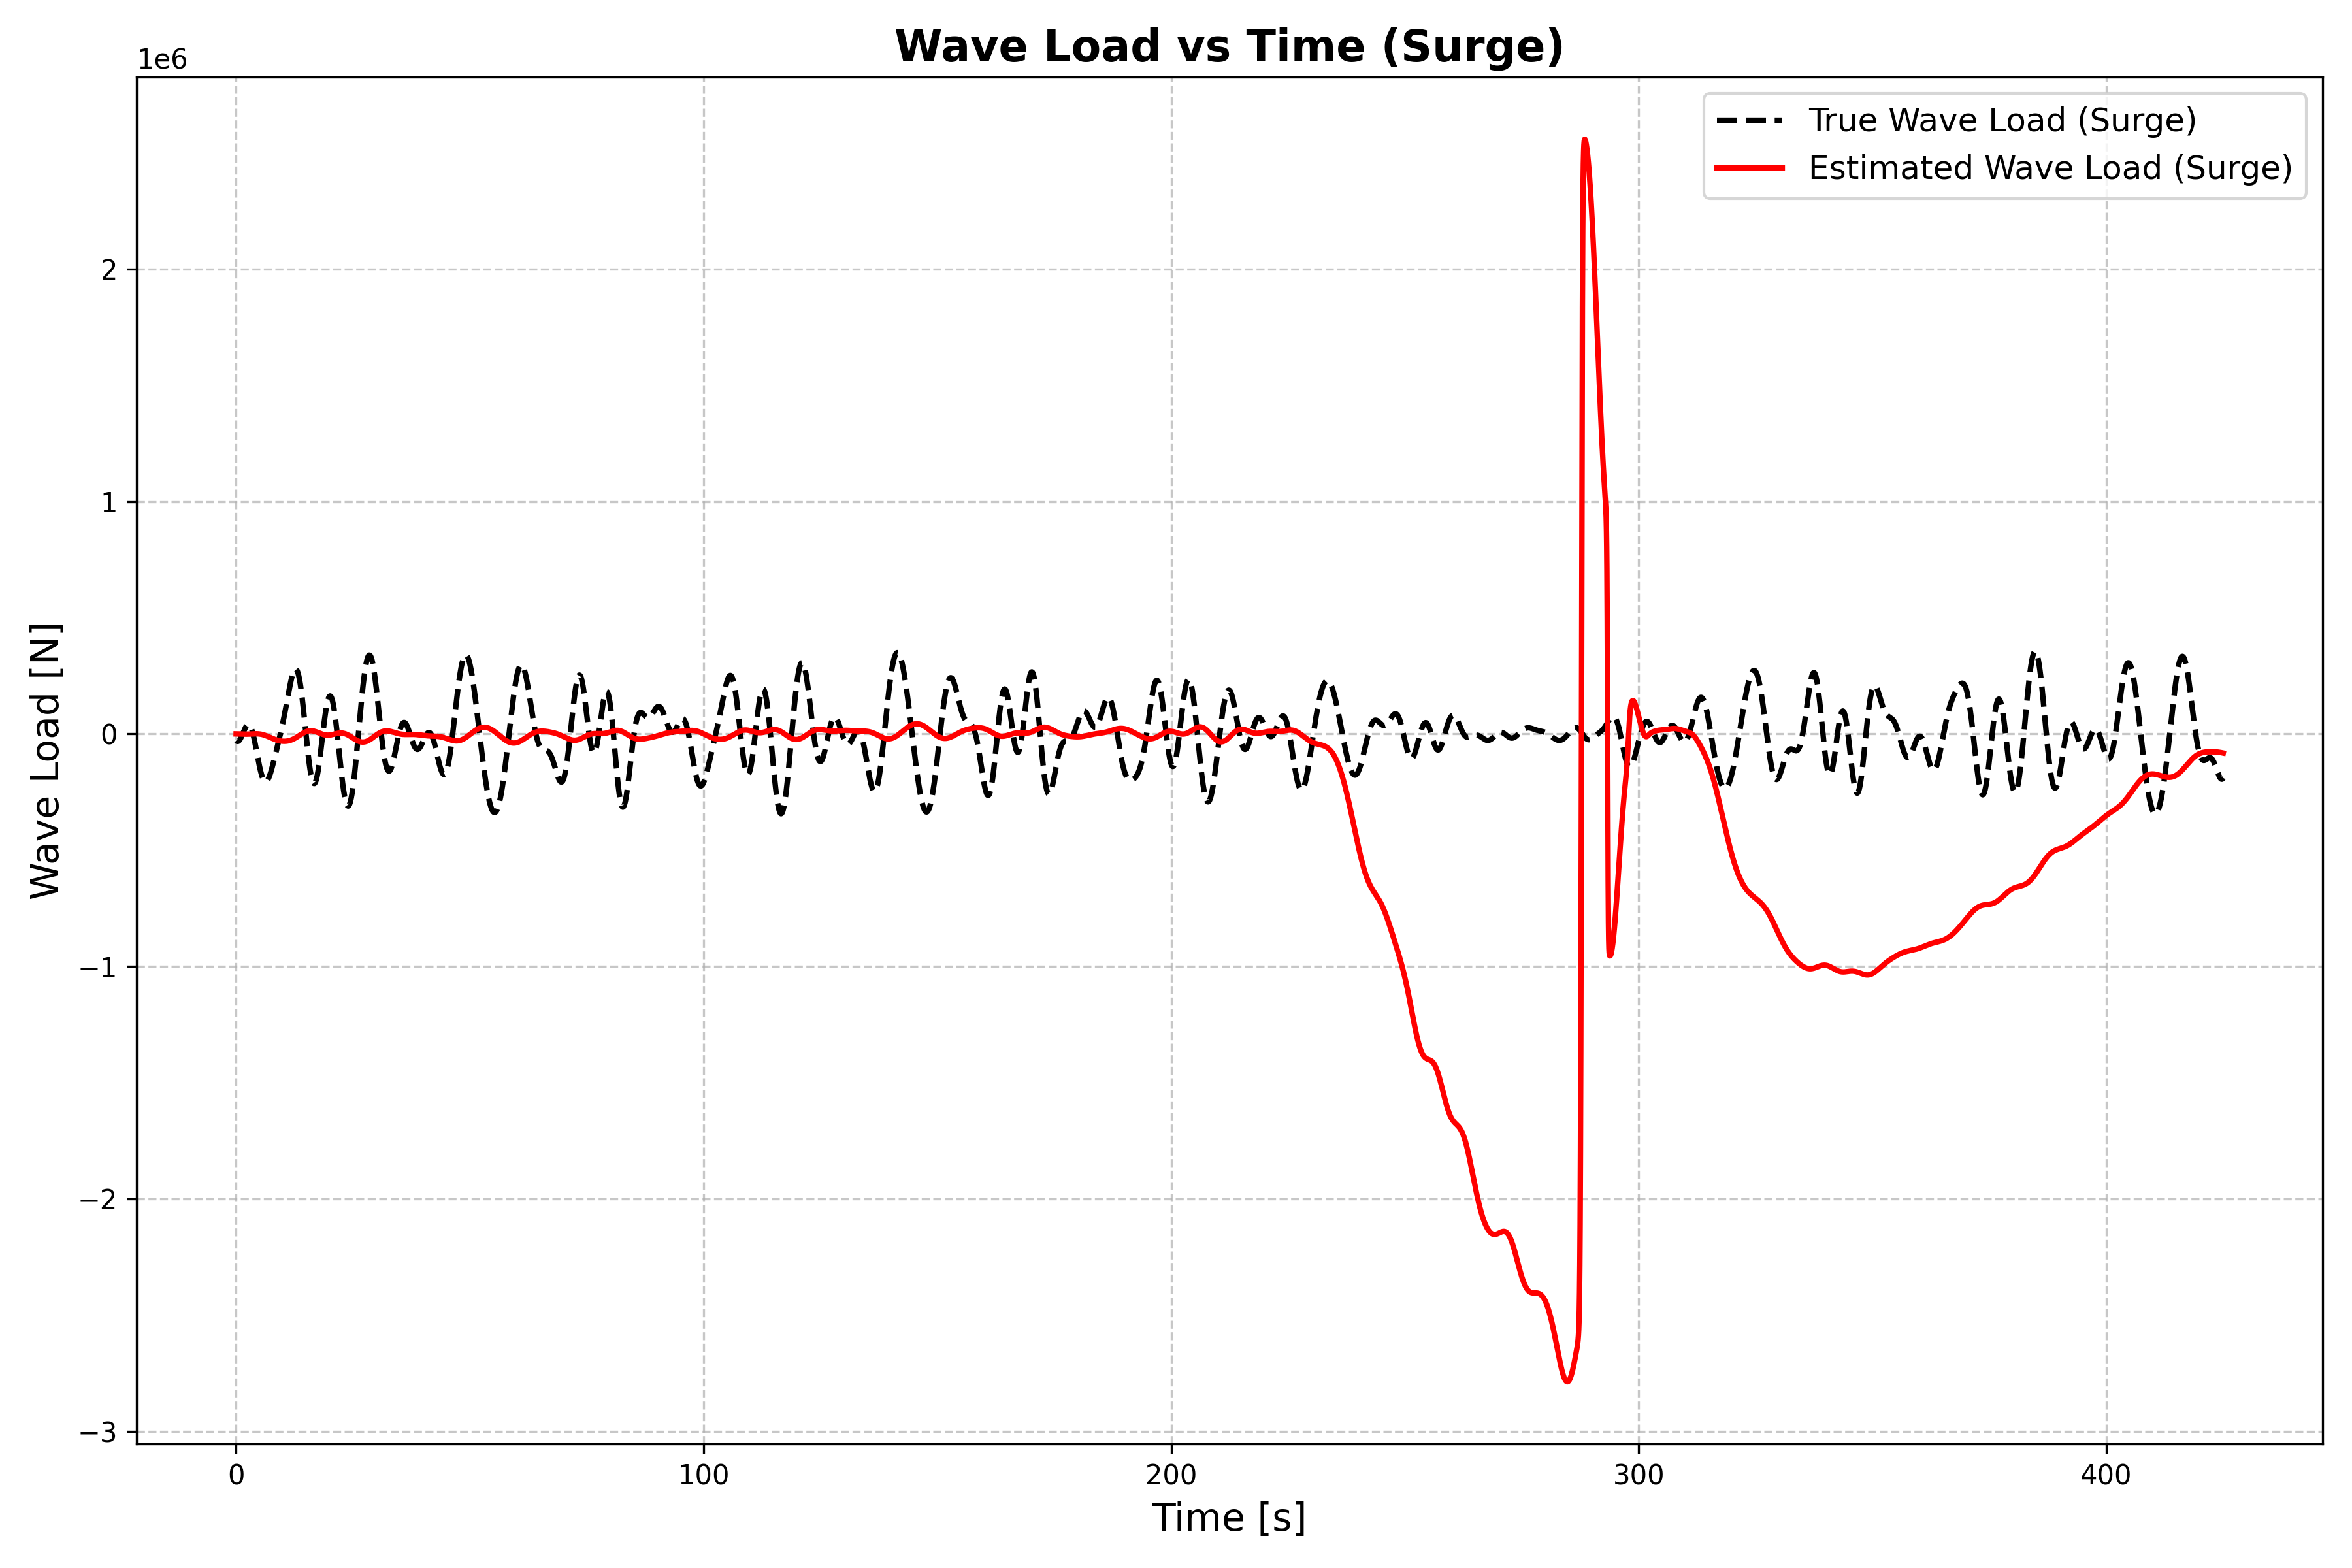 Wave Load vs Time (Surge)
1e6
True Wave Load (Surge)
Estimated Wave Load (Surge)
2
1
0
−1
−2
−3
Wave Load [N]
0 100 200 300 400
Time [s]